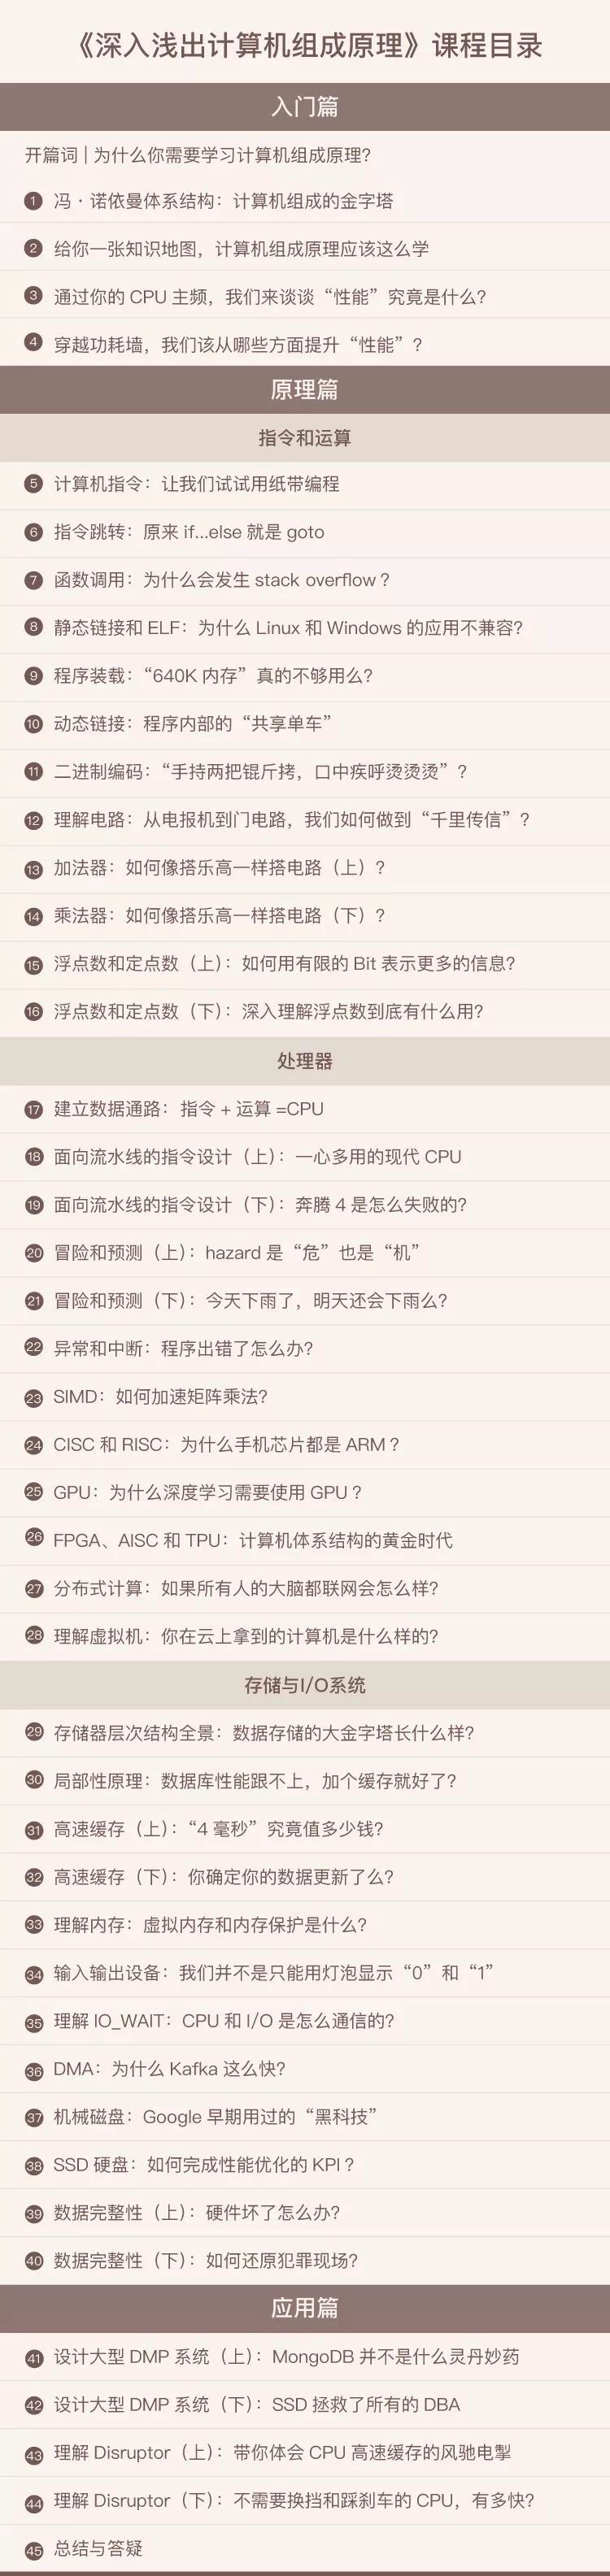 《深入浅出计算机组成原理》课程目录
入门篇
开篇词 | 为什么你需要学习计算机组成原理?
1 冯·诺依曼体系结构：计算机组成的金字塔
2 给你一张知识地图，计算机组成原理应该这么学
3 通过你的 CPU 主频，我们来谈谈“性能”究竟是什么?
4 穿越功耗墙，我们该从哪些方面提升“性能”?
原理篇
指令和运算
5 计算机指令：让我们试试用纸带编程
6 指令跳转：原来 if...else 就是 goto
7 函数调用：为什么会发生 stack overflow ?
8 静态链接和 ELF：为什么 Linux 和 Windows 的应用不兼容?
9 程序装载：“640K 内存”真的不够用么?
10 动态链接：程序内部的“共享单车”
11 二进制编码：“手持两把锟斤拷，口中疾呼烫烫烫”?
12 理解电路：从电报机到门电路，我们如何做到“千里传信”?
13 加法器：如何像搭乐高一样搭电路（上）?
14 乘法器：如何像搭乐高一样搭电路（下）?
15 浮点数和定点数（上）：如何用有限的 Bit 表示更多的信息?
16 浮点数和定点数（下）：深入理解浮点数到底有什么用?
处理器
17 建立数据通路：指令 + 运算 =CPU
18 面向流水线的指令设计（上）：一心多用的现代 CPU
19 面向流水线的指令设计（下）：奔腾 4 是怎么失败的?
20 冒险和预测（上）：hazard 是“危”也是“机”
21 冒险和预测（下）：今天下雨了，明天还会下雨么?
22 异常和中断：程序出错了怎么办?
23 SIMD：如何加速矩阵乘法?
24 CISC 和 RISC：为什么手机芯片都是 ARM ?
25 GPU：为什么深度学习需要使用 GPU ?
26 FPGA、AISC 和 TPU：计算机体系结构的黄金时代
27 分布式计算：如果所有人的大脑都联网会怎么样?
28 理解虚拟机：你在云上拿到的计算机是什么样的?
存储与I/O系统
29 存储器层次结构全景：数据存储的大金字塔长什么样?
30 局部性原理：数据库性能跟不上，加个缓存就好了?
31 高速缓存（上）：“4 毫秒”究竟值多少钱?
32 高速缓存（下）：你确定你的数据更新了么?
33 理解内存：虚拟内存和内存保护是什么?
34 输入输出设备：我们并不是只能用灯泡显示“0”和“1”
35 理解 IO_WAIT：CPU 和 I/O 是怎么通信的?
36 DMA：为什么 Kafka 这么快?
37 机械磁盘：Google 早期用过的“黑科技”
38 SSD 硬盘：如何完成性能优化的 KPI ?
39 数据完整性（上）：硬件坏了怎么办?
40 数据完整性（下）：如何还原犯罪现场?
应用篇
41 设计大型 DMP 系统（上）：MongoDB 并不是什么灵丹妙药
42 设计大型 DMP 系统（下）：SSD 拯救了所有的 DBA
43 理解 Disruptor（上）：带你体会 CPU 高速缓存的风驰电掣
44 理解 Disruptor（下）：不需要换挡和踩刹车的 CPU，有多快?
45 总结与答疑